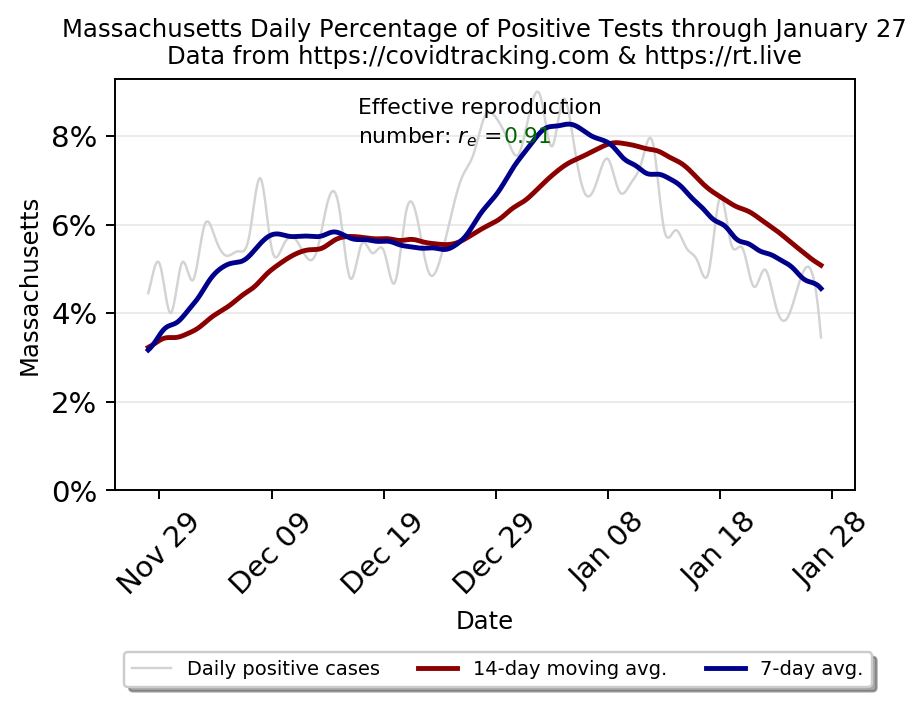 Massachusetts Daily Percentage of Positive Tests through January 27
Data from https://covidtracking.com & https://rt.live
Effective reproduction
number: rₑ =0.91
8%
6%
4%
2%
0%
Massachusetts
Nov 29
Dec 09
Dec 19
Dec 29
Jan 08
Jan 18
Jan 28
Date
Daily positive cases
14-day moving avg.
7-day avg.